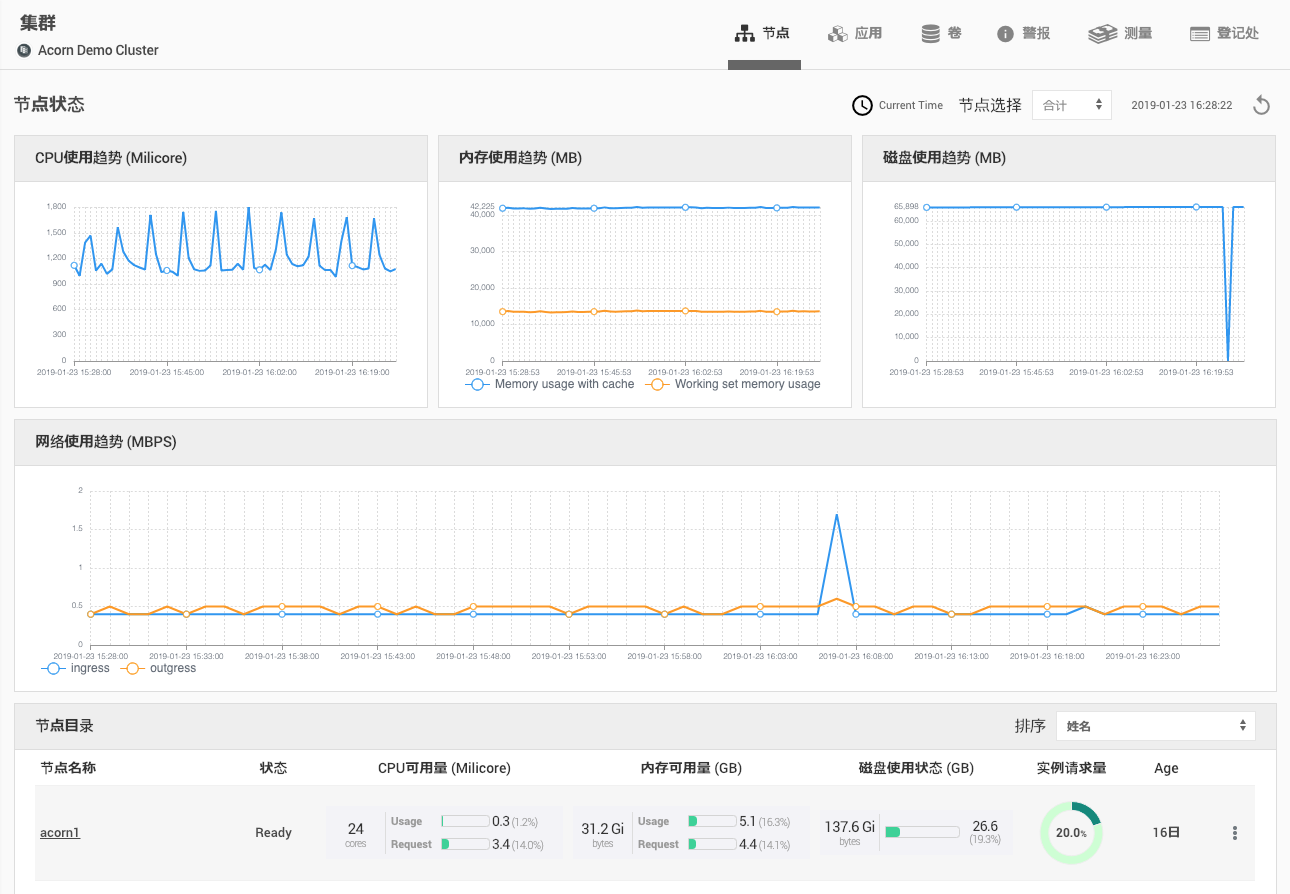 集群
Acorn Demo Cluster
节点
应用
卷
警报
测量
登记处
节点状态
Current Time
节点选择
合计
2019-01-23 16:28:22
CPU使用趋势 (Milicore)
1,800
1,500
1,200
900
600
300
0
2019-01-23 15:28:00
2019-01-23 15:45:00
2019-01-23 16:02:00
2019-01-23 16:19:00
内存使用趋势 (MB)
42,225
40,000
30,000
20,000
10,000
0
2019-01-23 15:28:53
2019-01-23 15:45:53
2019-01-23 16:02:53
2019-01-23 16:19:53
Memory usage with cache
Working set memory usage
磁盘使用趋势 (MB)
65,898
60,000
50,000
40,000
30,000
20,000
10,000
0
2019-01-23 15:28:53
2019-01-23 15:45:53
2019-01-23 16:02:53
2019-01-23 16:19:53
网络使用趋势 (MBPS)
2
1.5
1
0.5
0
2019-01-23 15:28:00
2019-01-23 15:33:00
2019-01-23 15:38:00
2019-01-23 15:43:00
2019-01-23 15:48:00
2019-01-23 15:53:00
2019-01-23 15:58:00
2019-01-23 16:03:00
2019-01-23 16:08:00
2019-01-23 16:13:00
2019-01-23 16:18:00
2019-01-23 16:23:00
ingress
outgress
节点目录
排序
姓名
节点名称
状态
CPU可用量 (Milicore)
内存可用量 (GB)
磁盘使用状态 (GB)
实例请求量
Age
acorn1
Ready
24
cores
Usage
0.3 (1.2%)
Request
3.4 (14.0%)
31.2 Gi
bytes
Usage
5.1 (16.3%)
Request
4.4 (14.1%)
137.6 Gi
bytes
26.6
(19.3%)
20.0%
16日